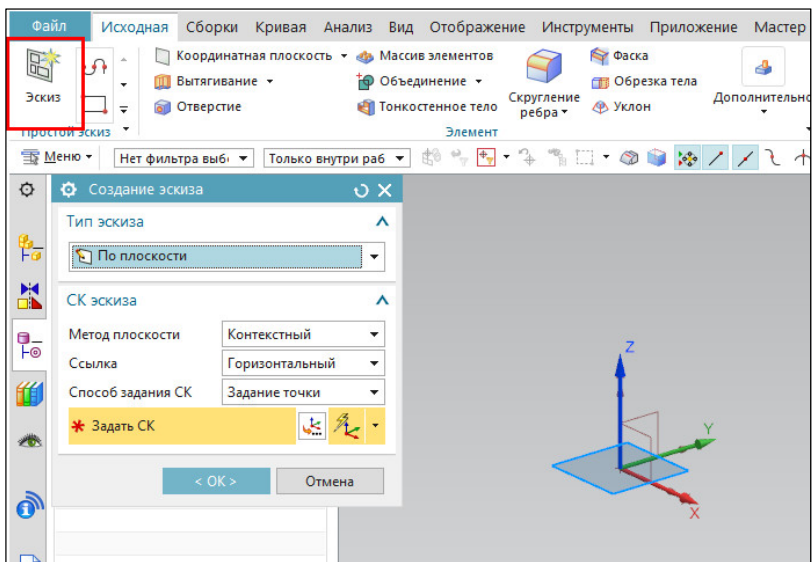 Файл Исходная Сборки Кривая Анализ Вид Отображение Инструменты Приложение Мастер
Координатная плоскость Массив элементов Фаска
Вытягивание Объединение Обрезка тела
Эскиз Скругление ребра Дополнительно
Отверстие Тонкостенное тело Уклон
Простой эскиз Элемент
Меню Нет фильтра выб Только внутри раб
Создание эскиза
Тип эскиза
По плоскости
СК эскиза
Метод плоскости Контекстный
Ссылка Горизонтальный
Способ задания СК Задание точки
* Задать СК
< OK > Отмена
Z
Y
X